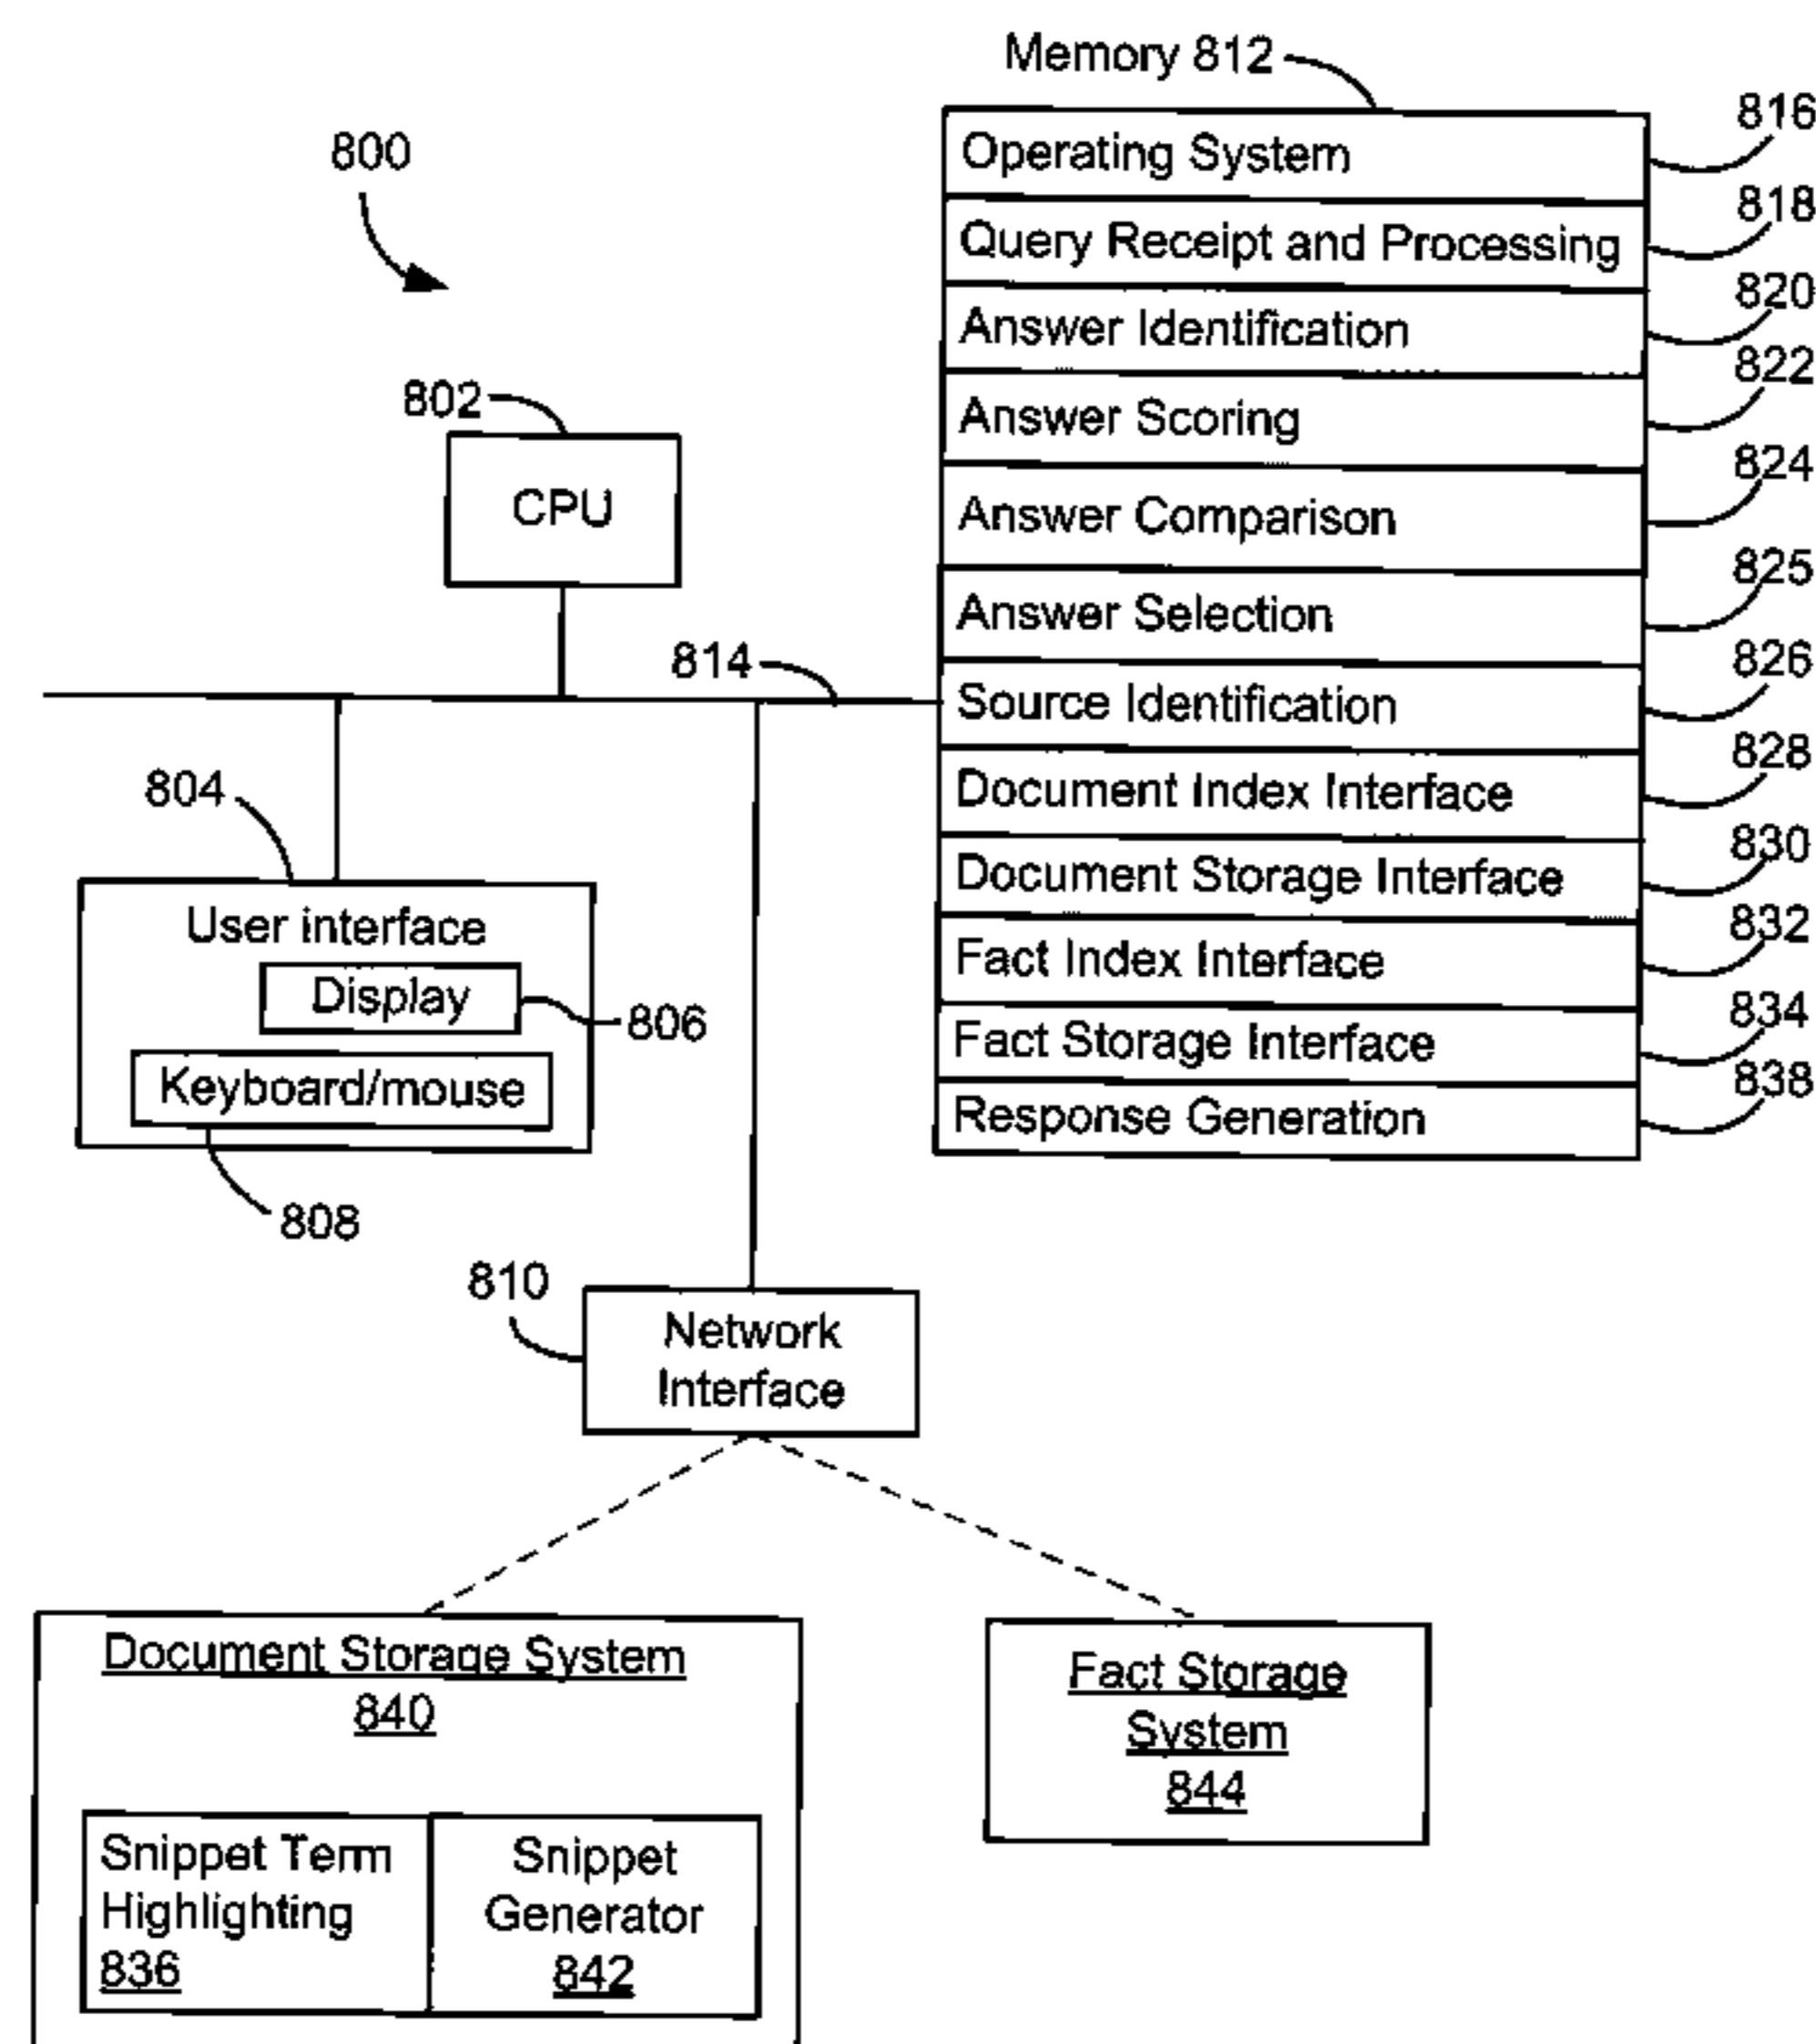 Memory 812
800
Operating System
816
Query Receipt and Processing
818
Answer Identification
820
Answer Scoring
822
Answer Comparison
824
Answer Selection
825
Source Identification
826
Document Index Interface
828
Document Storage Interface
830
Fact Index Interface
832
Fact Storage Interface
834
Response Generation
838
802
CPU
814
804
User interface
Display
806
Keyboard/mouse
808
810
Network
Interface
Document Storage System
840
Snippet Term
Highlighting
836
Snippet
Generator
842
Fact Storage
System
844